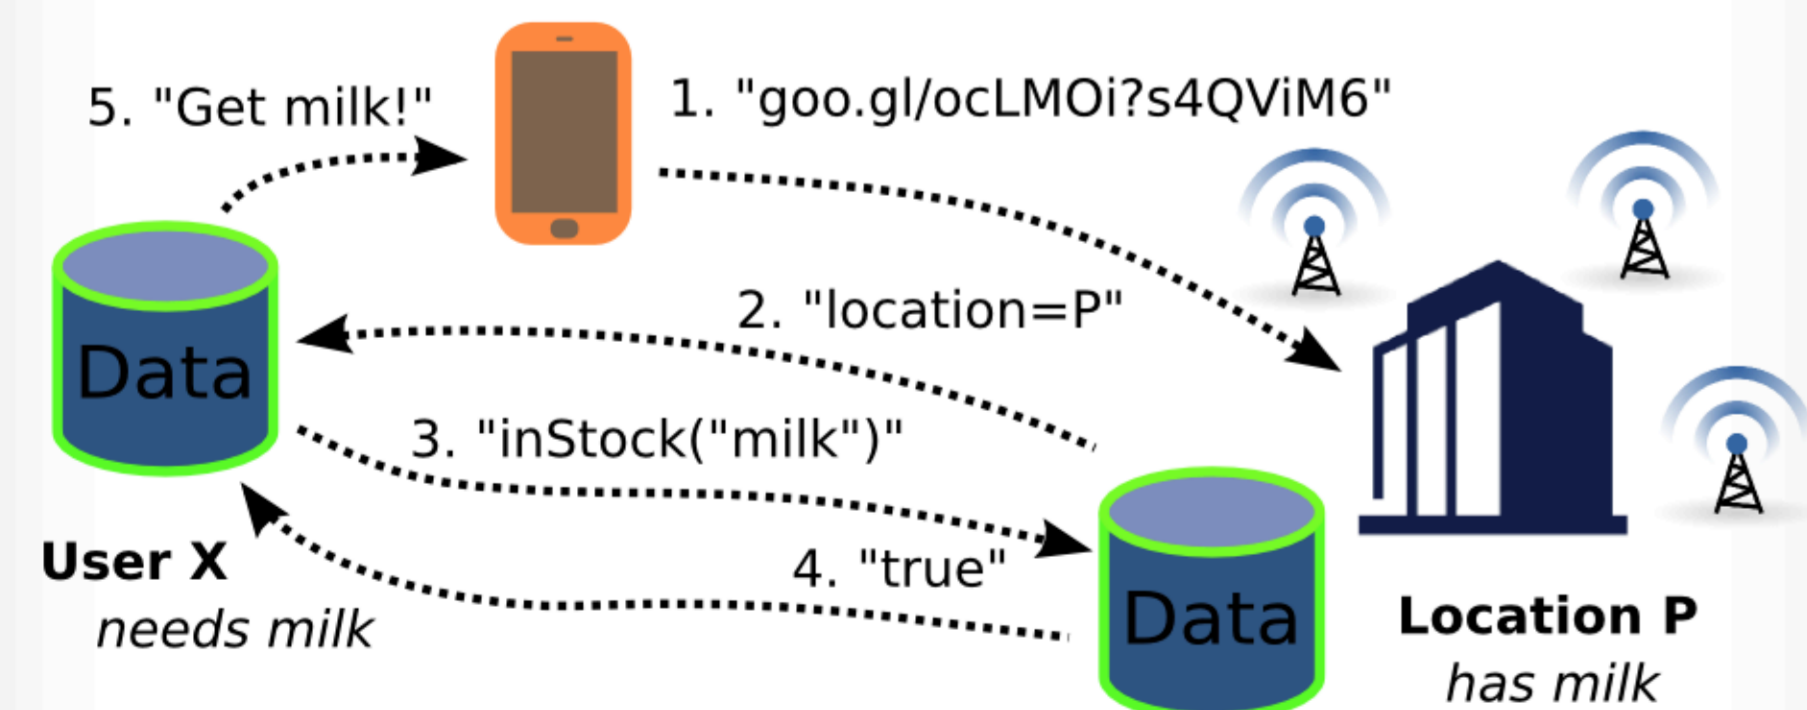 5. "Get milk!"
1. "goo.gl/ocLMOi?s4QViM6"
2. "location=P"
Data
3. "inStock("milk")"
User X
needs milk
4. "true"
Data
Location P
has milk